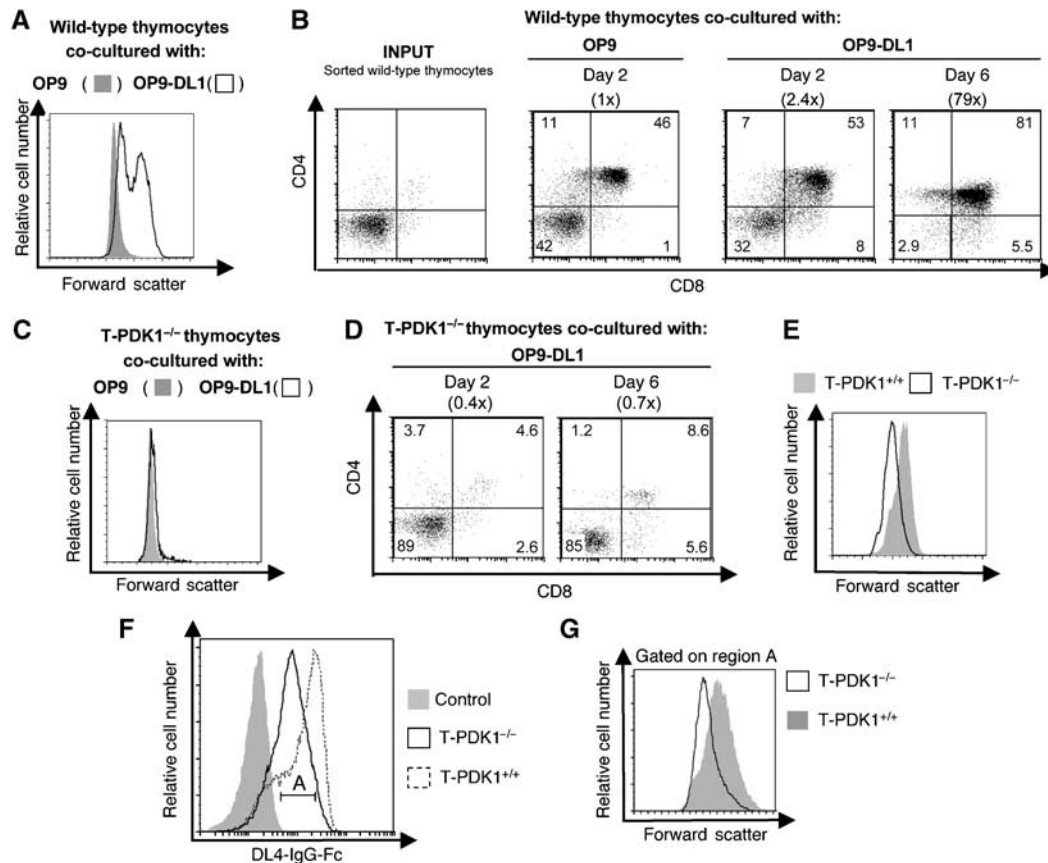 A
Wild-type thymocytes
co-cultured with:
OP9 ( ) OP9-DL1( )
Relative cell number
Forward scatter
B
Wild-type thymocytes co-cultured with:
INPUT
Sorted wild-type thymocytes
OP9
OP9-DL1
Day 2
(1x)
Day 2
(2.4x)
Day 6
(79x)
CD4
11 46
42 1
7 53
32 8
11 81
2.9 5.5
CD8
C
T-PDK1−/− thymocytes
co-cultured with:
OP9 ( ) OP9-DL1( )
Relative cell number
Forward scatter
D
T-PDK1−/− thymocytes co-cultured with:
OP9-DL1
Day 2
(0.4x)
Day 6
(0.7x)
CD4
3.7 4.6
89 2.6
1.2 8.6
85 5.6
CD8
E
T-PDK1+/+ T-PDK1−/−
Relative cell number
Forward scatter
F
Relative cell number
A
DL4-IgG-Fc
Control
T-PDK1−/−
T-PDK1+/+
G
Gated on region A
Relative cell number
Forward scatter
T-PDK1−/−
T-PDK1+/+